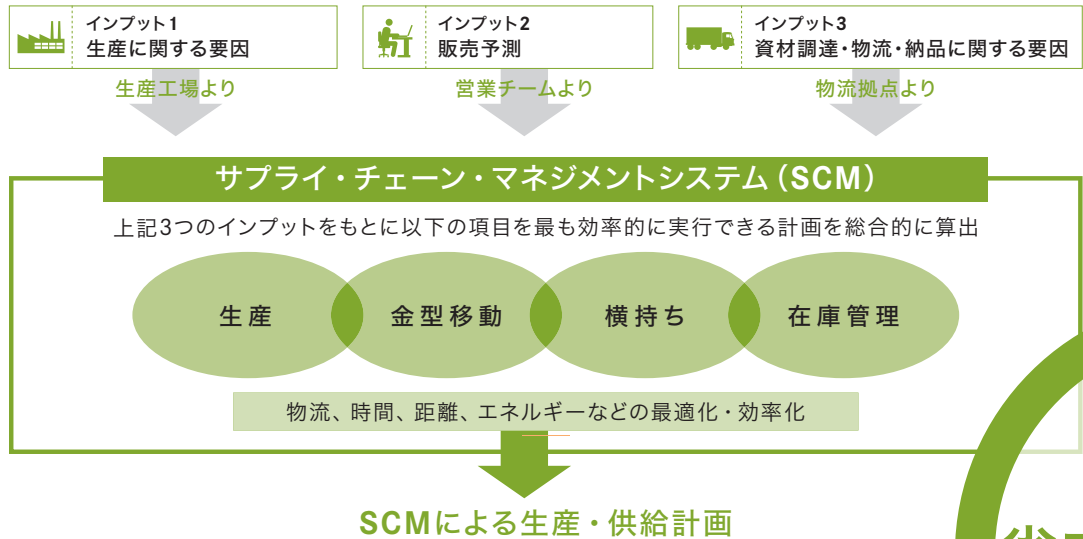 インプット1
生産に関する要因
インプット2
販売予測
インプット3
資材調達・物流・納品に関する要因
生産工場より
営業チームより
物流拠点より
サプライ・チェーン・マネジメントシステム（SCM）
上記3つのインプットをもとに以下の項目を最も効率的に実行できる計画を総合的に算出
生産
金型移動
横持ち
在庫管理
物流、時間、距離、エネルギーなどの最適化・効率化
SCMによる生産・供給計画